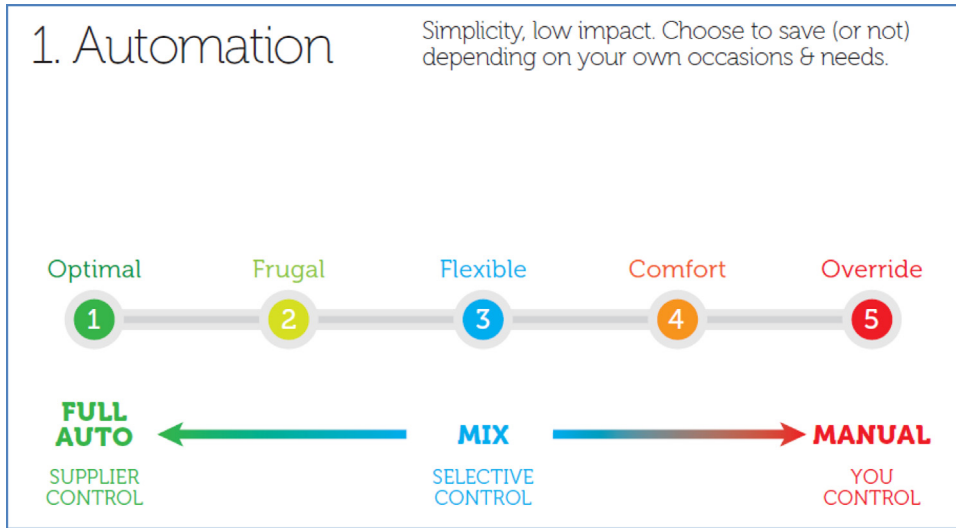 1. Automation
Simplicity, low impact. Choose to save (or not)
depending on your own occasions & needs.
Optimal Frugal Flexible Comfort Override
1 2 3 4 5
FULL
AUTO MIX MANUAL
SUPPLIER SELECTIVE YOU
CONTROL CONTROL CONTROL